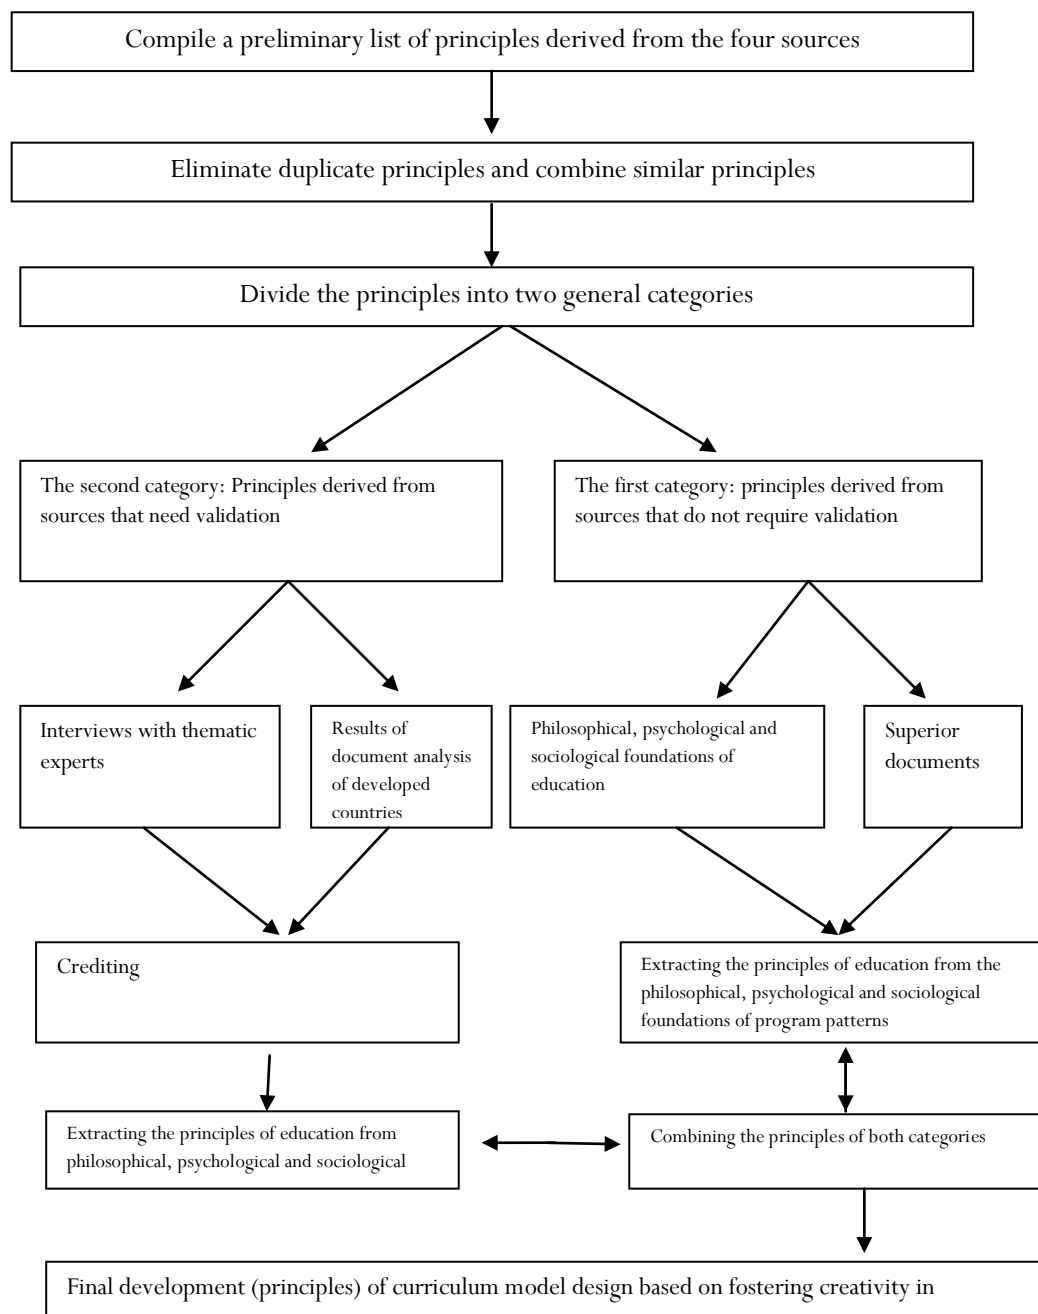 Compile a preliminary list of principles derived from the four sources
Eliminate duplicate principles and combine similar principles
Divide the principles into two general categories
The second category: Principles derived from
sources that need validation
The first category: principles derived from
sources that do not require validation
Interviews with thematic
experts
Results of
document analysis
of developed
countries
Philosophical, psychological and
sociological foundations of
education
Superior
documents
Crediting
Extracting the principles of education from the
philosophical, psychological and sociological
foundations of program patterns
Extracting the principles of education from
philosophical, psychological and sociological
Combining the principles of both categories
Final development (principles) of curriculum model design based on fostering creativity in